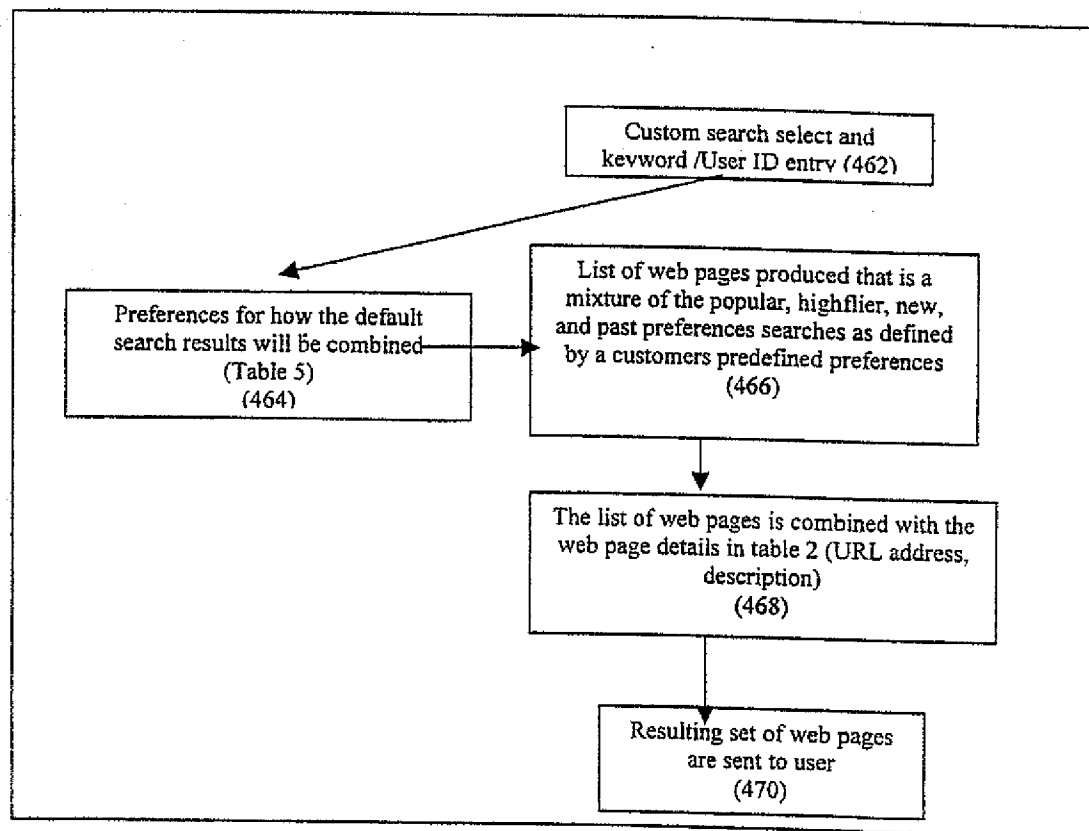 Custom search select and
keyword /User ID entry (462)
Preferences for how the default
search results will be combined
(Table 5)
(464)
List of web pages produced that is a
mixture of the popular, highflier, new,
and past preferences searches as defined
by a customers predefined preferences
(466)
The list of web pages is combined with the
web page details in table 2 (URL address,
description)
(468)
Resulting set of web pages
are sent to user
(470)